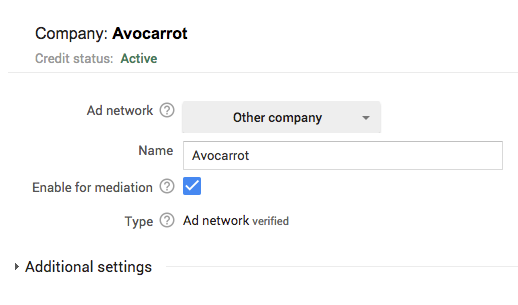 Company: Avocarrot
Credit status: Active
Ad network ? Other company
Name Avocarrot
Enable for mediation ?
Type ? Ad network verified
Additional settings